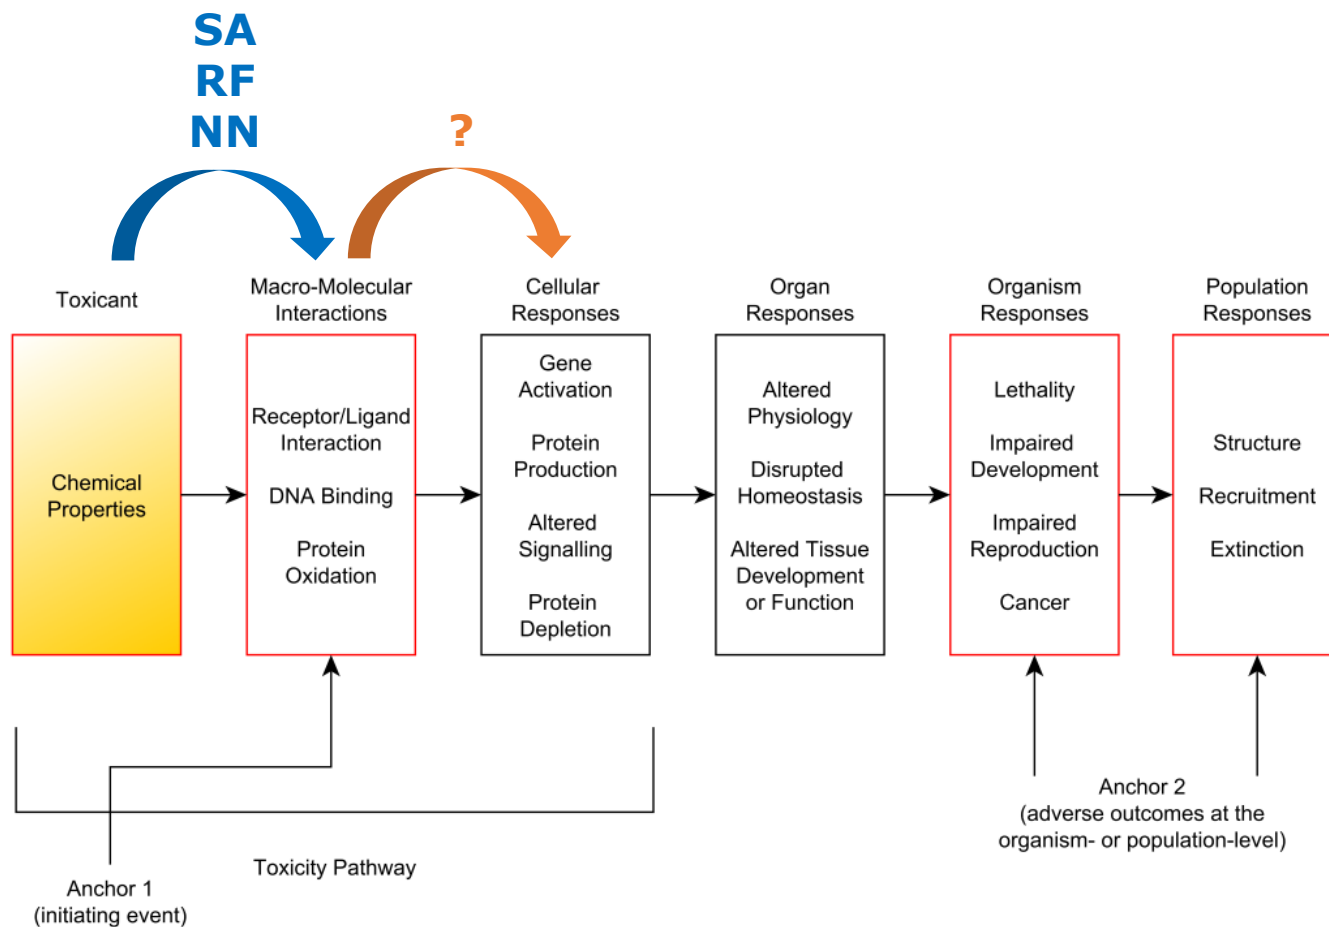 SA
RF
NN
?
Toxicant
Macro-Molecular
Interactions
Cellular
Responses
Organ
Responses
Organism
Responses
Population
Responses
Chemical
Properties
Receptor/Ligand
Interaction
DNA Binding
Protein
Oxidation
Gene
Activation
Protein
Production
Altered
Signalling
Protein
Depletion
Altered
Physiology
Disrupted
Homeostasis
Altered Tissue
Development
or Function
Lethality
Impaired
Development
Impaired
Reproduction
Cancer
Structure
Recruitment
Extinction
Anchor 1
(initiating event)
Toxicity Pathway
Anchor 2
(adverse outcomes at the
organism- or population-level)